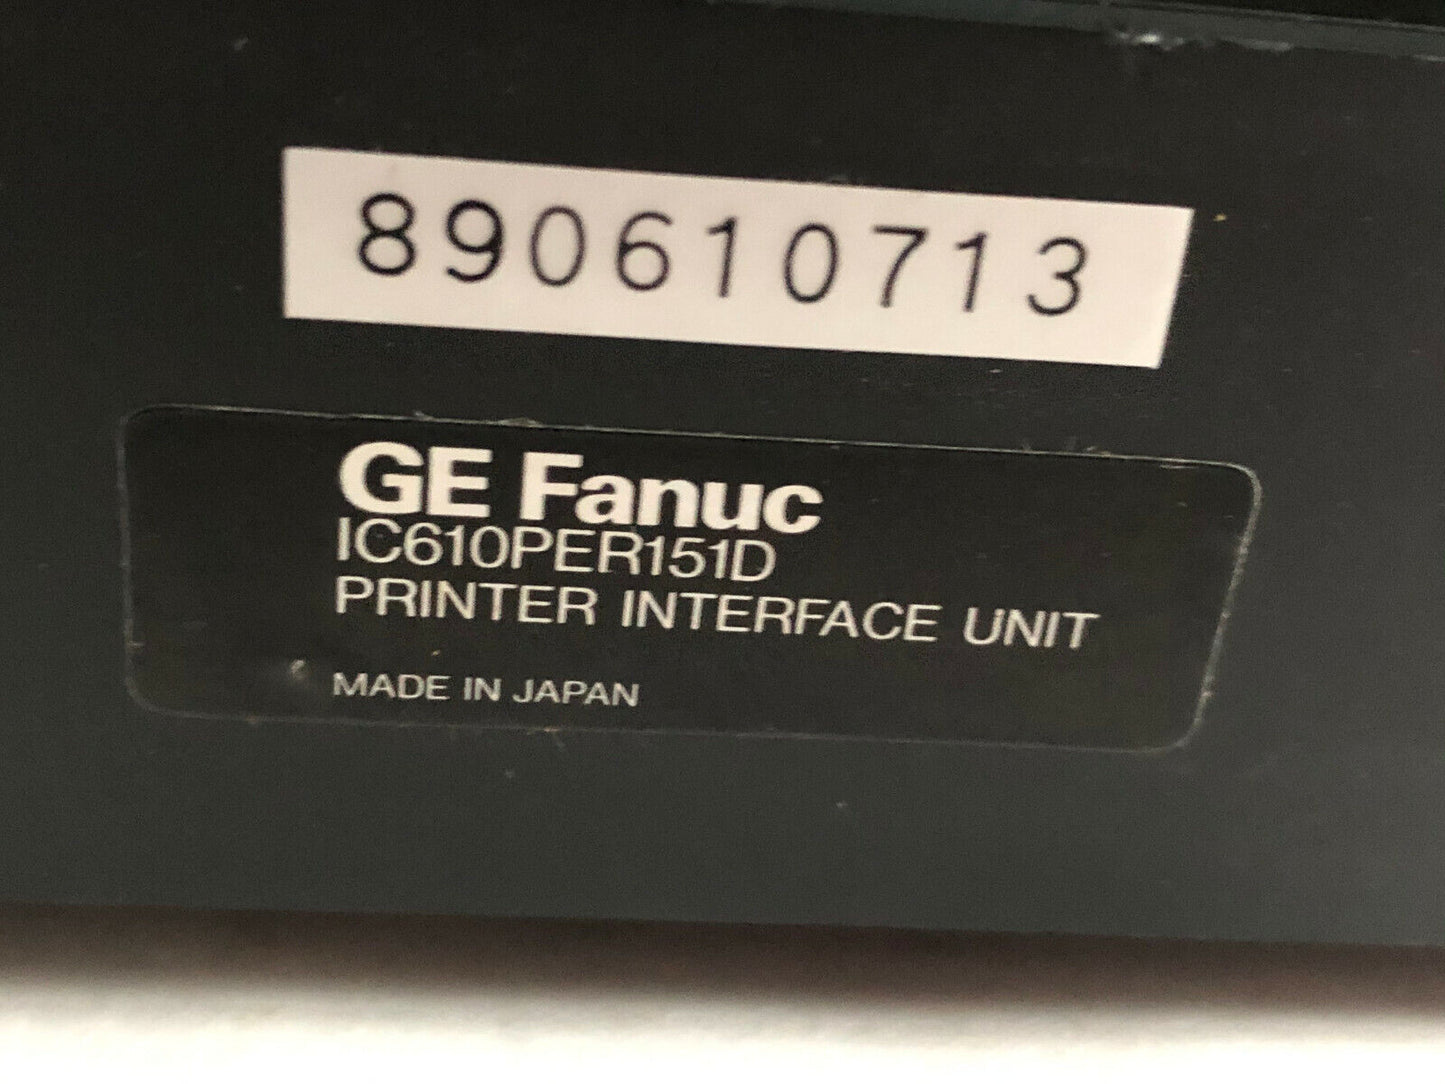 890610713
GE Fanuc
IC610PER151D
PRINTER INTERFACE UNIT
MADE IN JAPAN